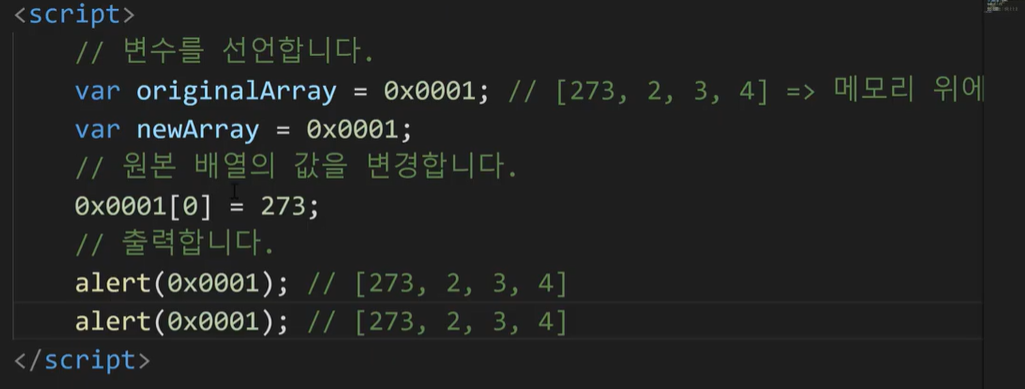 <script>
// 변수를 선언합니다.
var originalArray = 0x0001; // [273, 2, 3, 4] => 메모리 위에
var newArray = 0x0001;
// 원본 배열의 값을 변경합니다.
0x0001[0] = 273;
// 출력합니다.
alert(0x0001); // [273, 2, 3, 4]
alert(0x0001); // [273, 2, 3, 4]
</script>